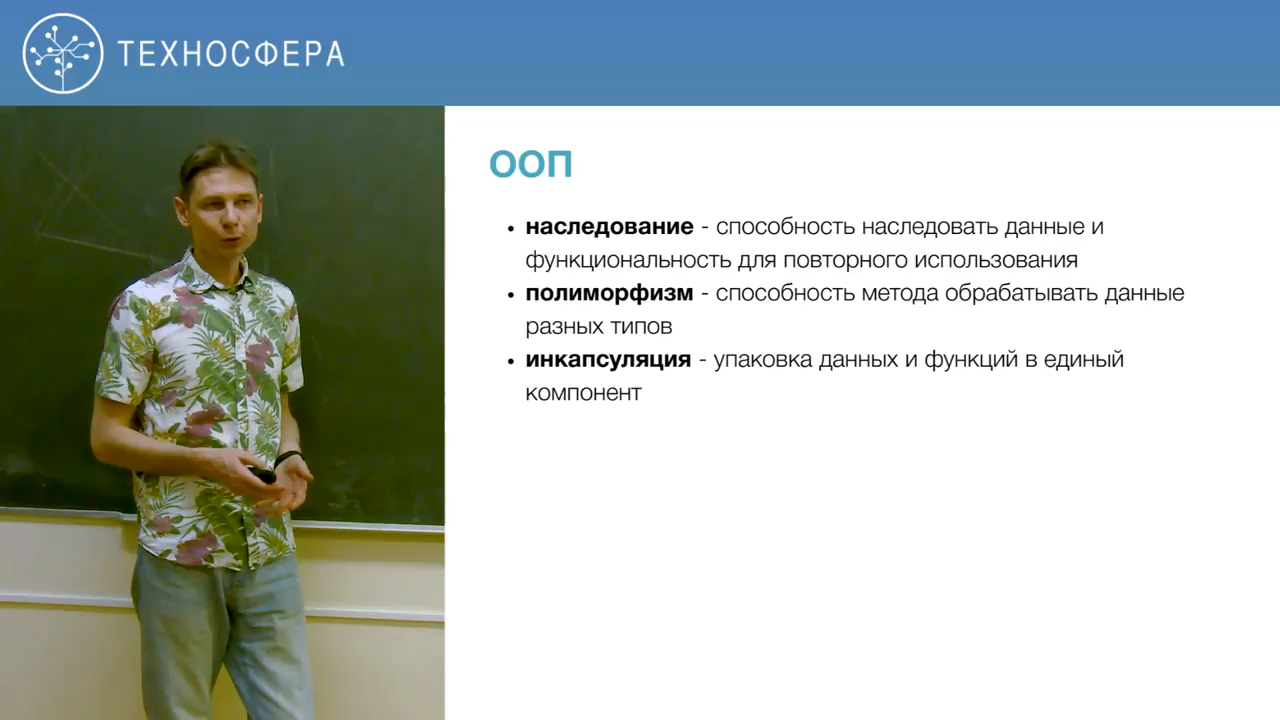 ТЕХНОСФЕРА
ООП
• наследование - способность наследовать данные и
функциональность для повторного использования
• полиморфизм - способность метода обрабатывать данные
разных типов
• инкапсуляция - упаковка данных и функций в единый
компонент